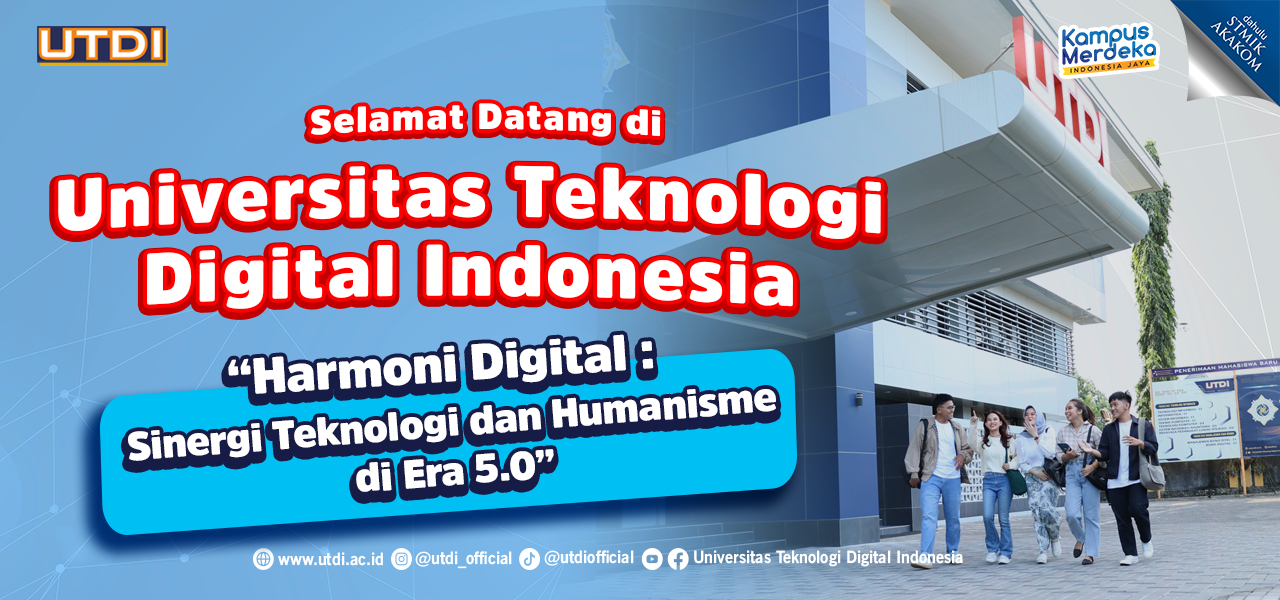 UTDI
Kampus
Merdeka
INDONESIA JAYA
dahulu
STMIK
AKAKOM
UTDI
Selamat Datang di
Universitas Teknologi
Digital Indonesia
“Harmoni Digital :
Sinergi Teknologi dan Humanisme
di Era 5.0”
PENERIMAAN MAHASISWA BARU
UTDI
www.utdi.ac.id @utdi_official @utdiofficial Universitas Teknologi Digital Indonesia